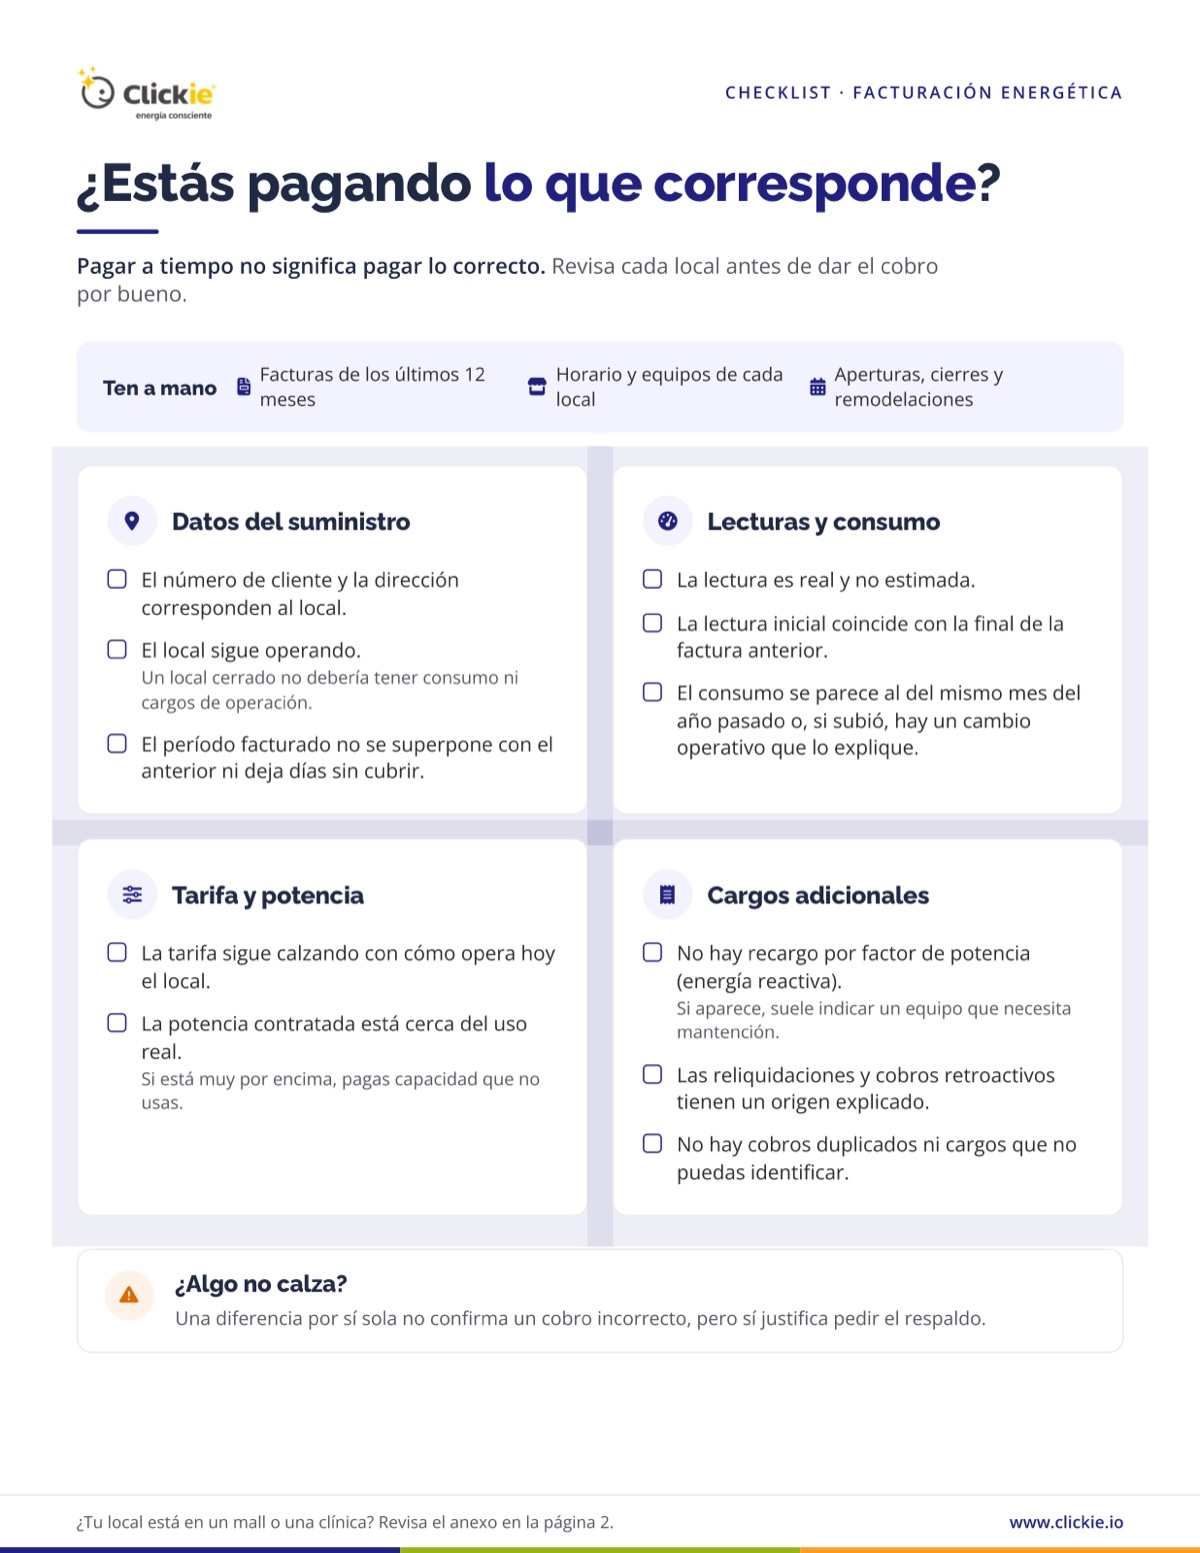 Clickie
energía consciente
CHECKLIST · FACTURACIÓN ENERGÉTICA
¿Estás pagando lo que corresponde?
Pagar a tiempo no significa pagar lo correcto. Revisa cada local antes de dar el cobro
por bueno.
Ten a mano
Facturas de los últimos 12
meses
Horario y equipos de cada
local
Aperturas, cierres y
remodelaciones
Datos del suministro
El número de cliente y la dirección
corresponden al local.
El local sigue operando.
Un local cerrado no debería tener consumo ni
cargos de operación.
El período facturado no se superpone con el
anterior ni deja días sin cubrir.
Lecturas y consumo
La lectura es real y no estimada.
La lectura inicial coincide con la final de la
factura anterior.
El consumo se parece al del mismo mes del
año pasado o, si subió, hay un cambio
operativo que lo explique.
Tarifa y potencia
La tarifa sigue calzando con cómo opera hoy
el local.
La potencia contratada está cerca del uso
real.
Si está muy por encima, pagas capacidad que no
usas.
Cargos adicionales
No hay recargo por factor de potencia
(energía reactiva).
Si aparece, suele indicar un equipo que necesita
mantención.
Las reliquidaciones y cobros retroactivos
tienen un origen explicado.
No hay cobros duplicados ni cargos que no
puedas identificar.
¿Algo no calza?
Una diferencia por sí sola no confirma un cobro incorrecto, pero sí justifica pedir el respaldo.
¿Tu local está en un mall o una clínica? Revisa el anexo en la página 2.
www.clickie.io